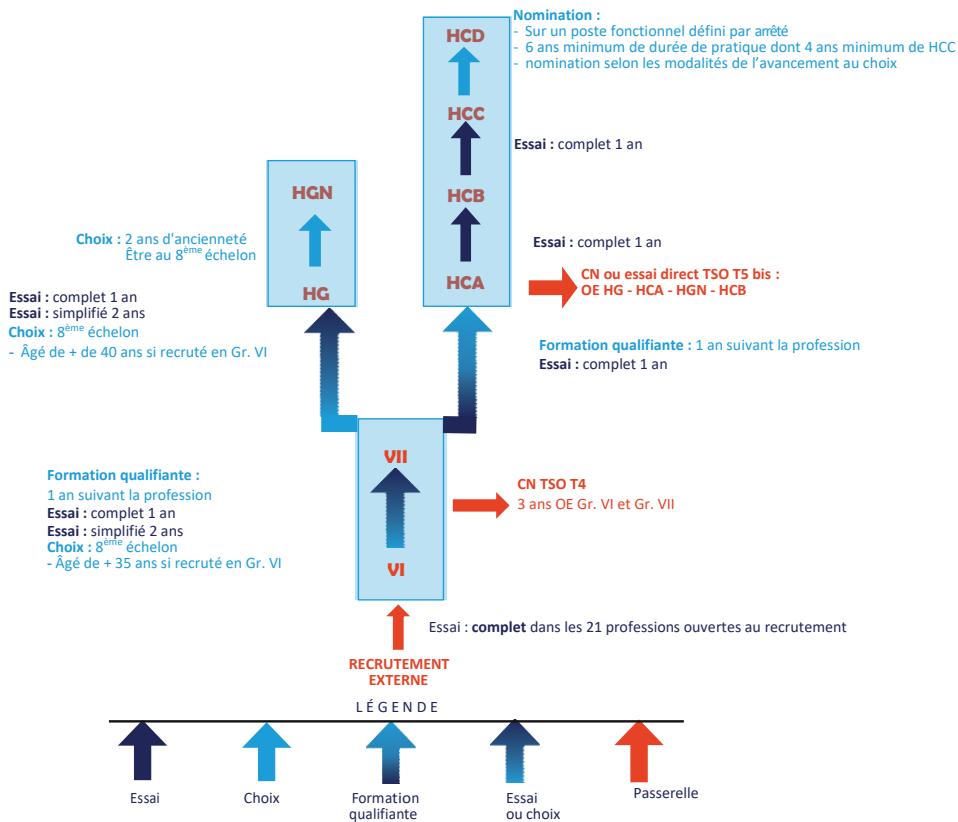 Nomination :
- Sur un poste fonctionnel défini par arrêté
- 6 ans minimum de durée de pratique dont 4 ans minimum de HCC
- nomination selon les modalités de l'avancement au choix
HCD
HCC
Essai : complet 1 an
HCB
Essai : complet 1 an
HCA
CN ou essai direct TSO T5 bis :
OE HG - HCA - HGN - HCB
HGN
Choix : 2 ans d'ancienneté
Être au 8ème échelon
HG
Essai : complet 1 an
Essai : simplifié 2 ans
Choix : 8ème échelon
- Âgé de + de 40 ans si recruté en Gr. VI
Formation qualifiante : 1 an suivant la profession
Essai : complet 1 an
VII
Formation qualifiante :
1 an suivant la profession
Essai : complet 1 an
Essai : simplifié 2 ans
Choix : 8ème échelon
- Âgé de + 35 ans si recruté en Gr. VI
CN TSO T4
3 ans OE Gr. VI et Gr. VII
VI
Essai : complet dans les 21 professions ouvertes au recrutement
RECRUTEMENT
EXTERNE
LÉGENDE
Essai
Choix
Formation
qualifiante
Essai
ou choix
Passerelle